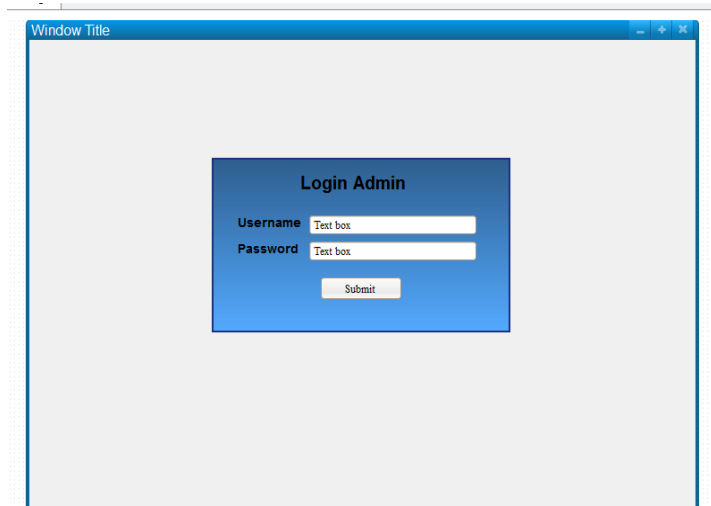 Window Title
Login Admin
Username Text box
Password Text box
Submit